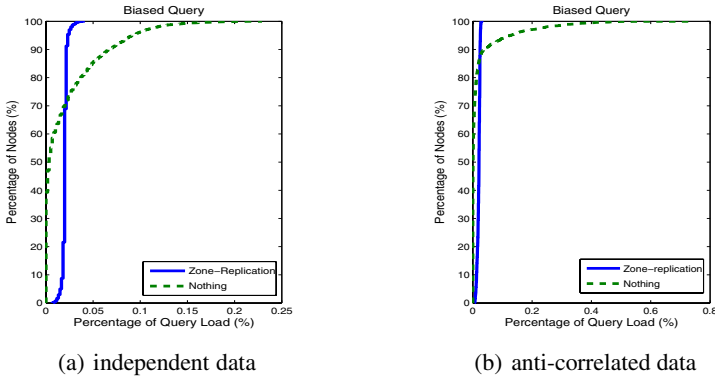 Biased Query
Percentage of Nodes (%)
100
90
80
70
60
50
40
30
20
10
0
Zone-Replication
Nothing
0 0.05 0.1 0.15 0.2 0.25
Percentage of Query Load (%)
(a) independent data
Biased Query
Percentage of Nodes (%)
100
90
80
70
60
50
40
30
20
10
0
Zone-replication
Nothing
0 0.2 0.4 0.6 0.8
Percentage of Query Load (%)
(b) anti-correlated data